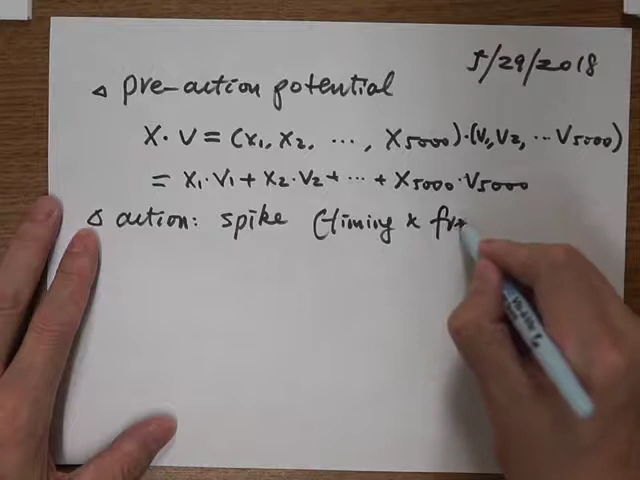 5/29/2018
△ pre-action potential
X · V = (x₁, x₂, ..., x₅₀₀₀) · (v₁, v₂, ... v₅₀₀₀)
= x₁ · v₁ + x₂ · v₂ + ... + x₅₀₀₀ · v₅₀₀₀
△ action: spike (timing x fr